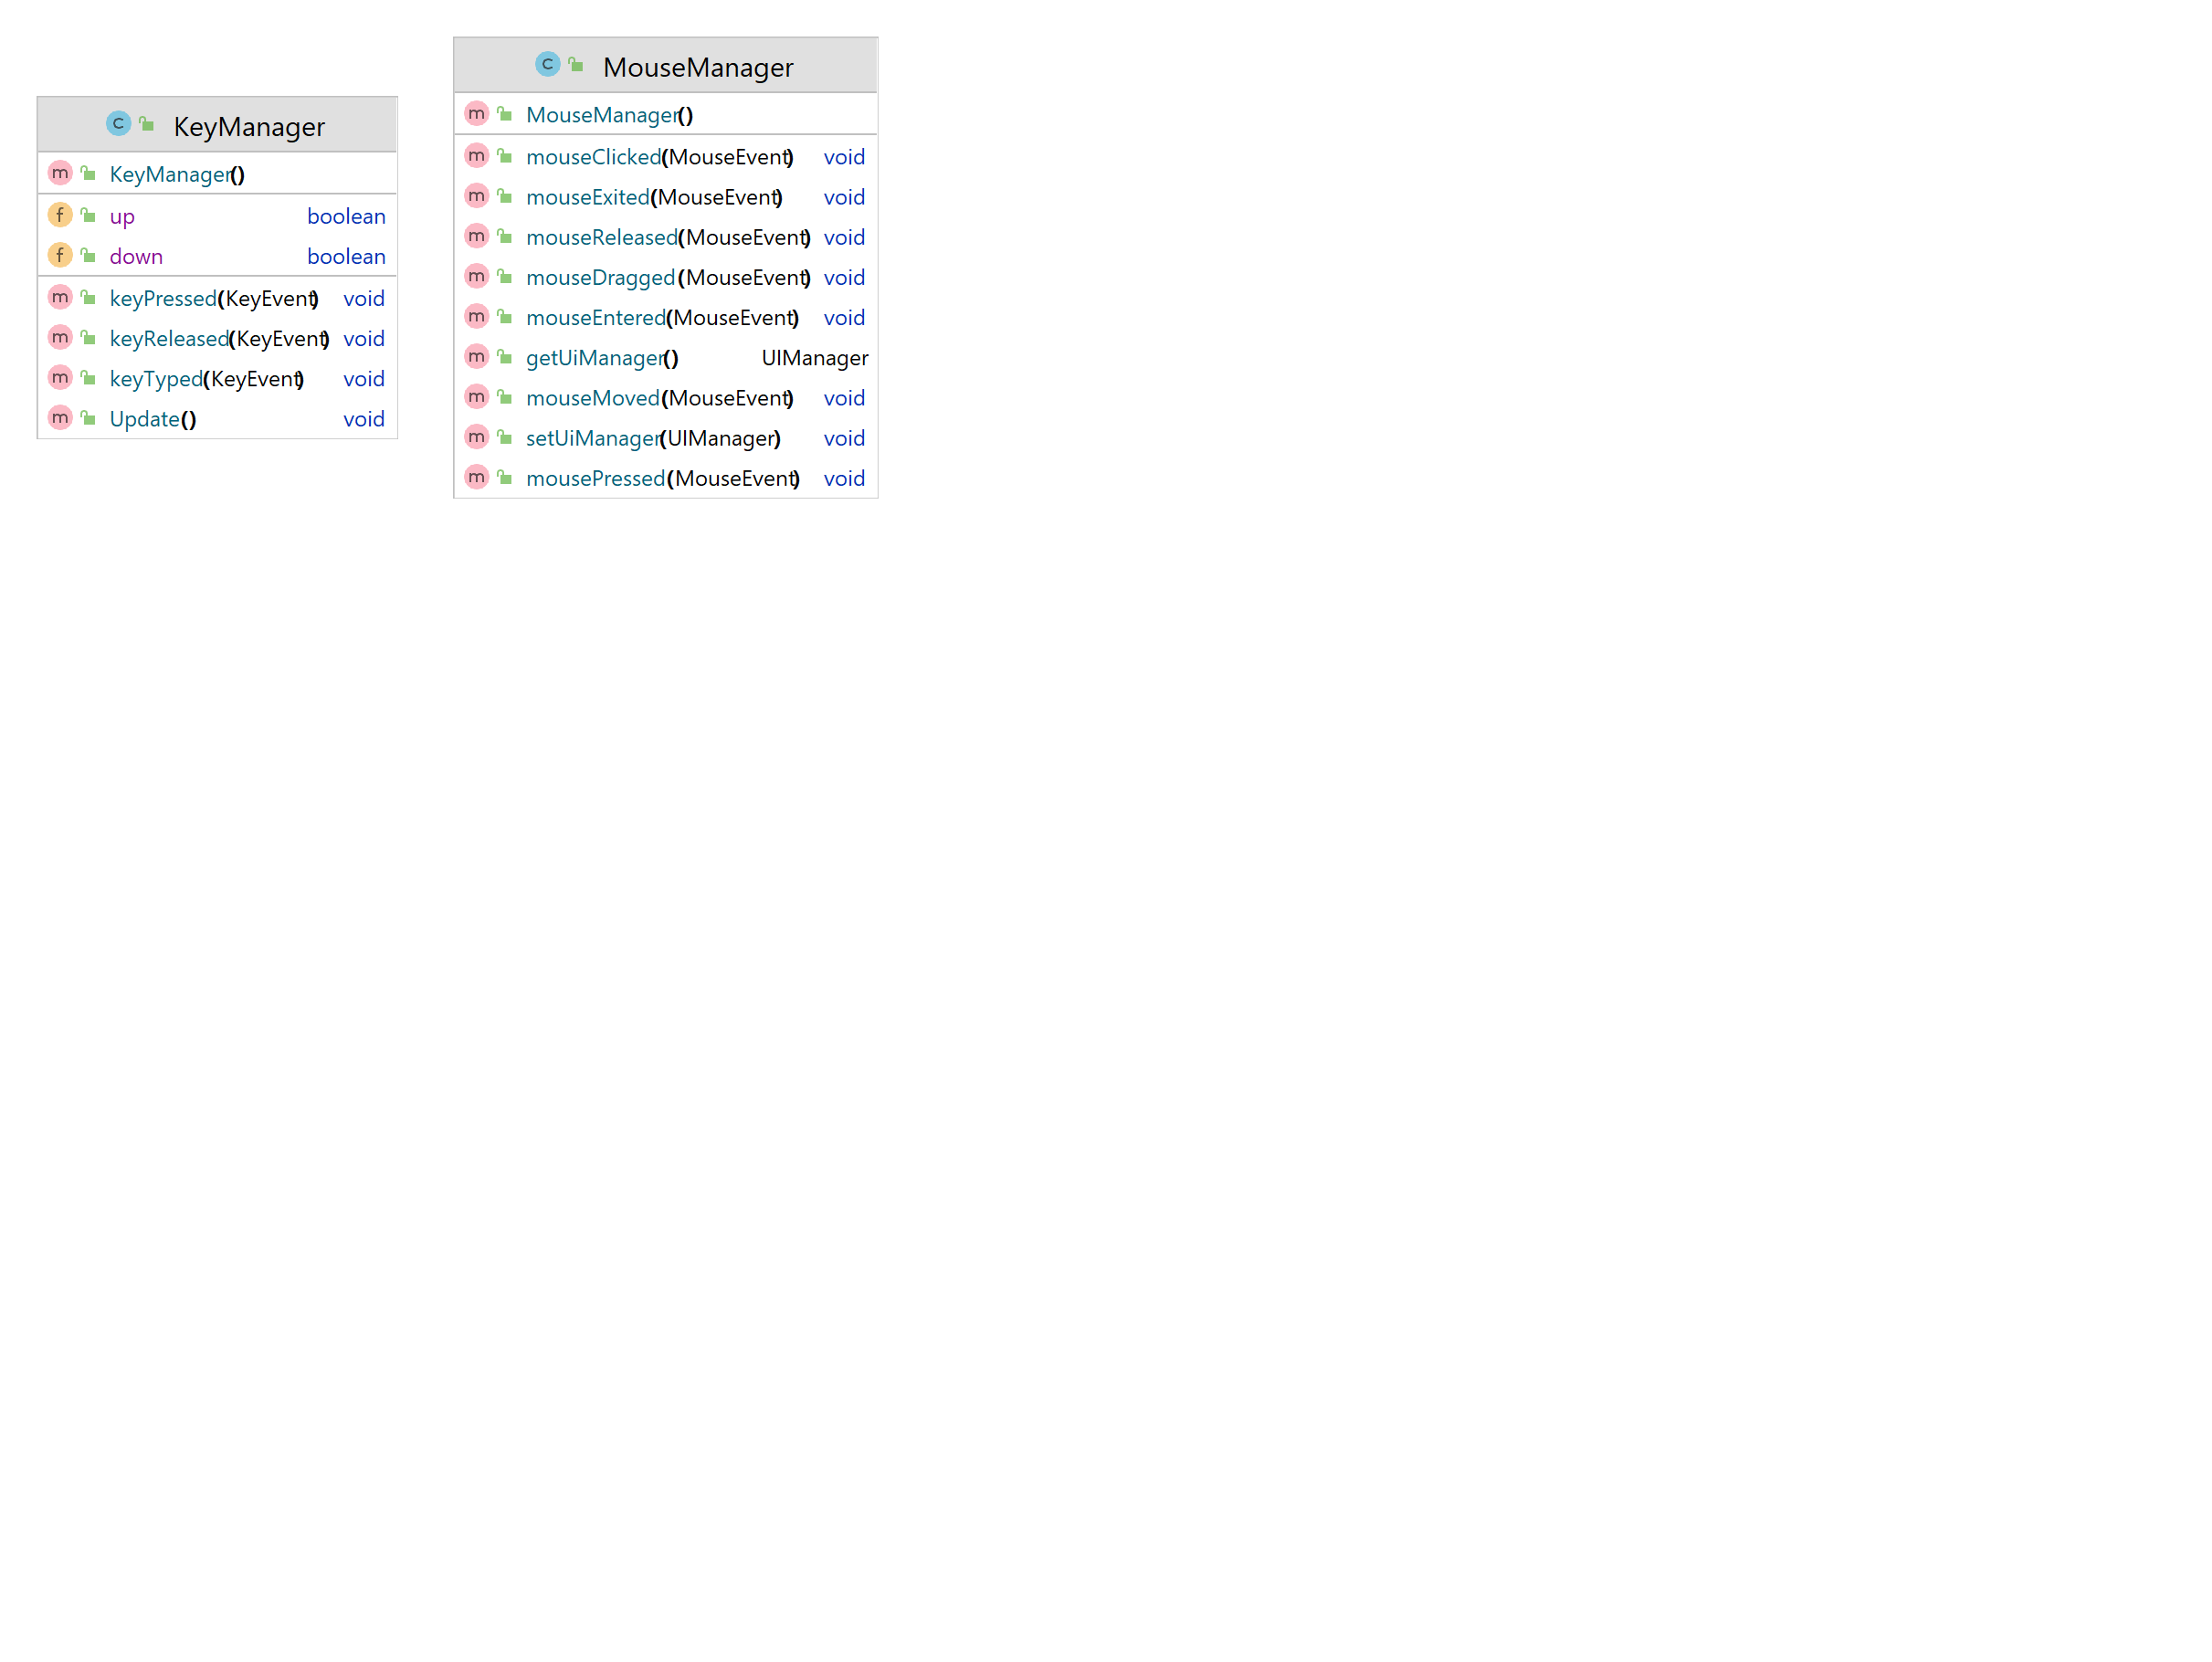 KeyManager
KeyManager()
up boolean
down boolean
keyPressed(KeyEvent) void
keyReleased(KeyEvent) void
keyTyped(KeyEvent) void
Update() void
MouseManager
MouseManager()
mouseClicked(MouseEvent) void
mouseExited(MouseEvent) void
mouseReleased(MouseEvent) void
mouseDragged(MouseEvent) void
mouseEntered(MouseEvent) void
getUiManager() UIManager
mouseMoved(MouseEvent) void
setUiManager(UIManager) void
mousePressed(MouseEvent) void